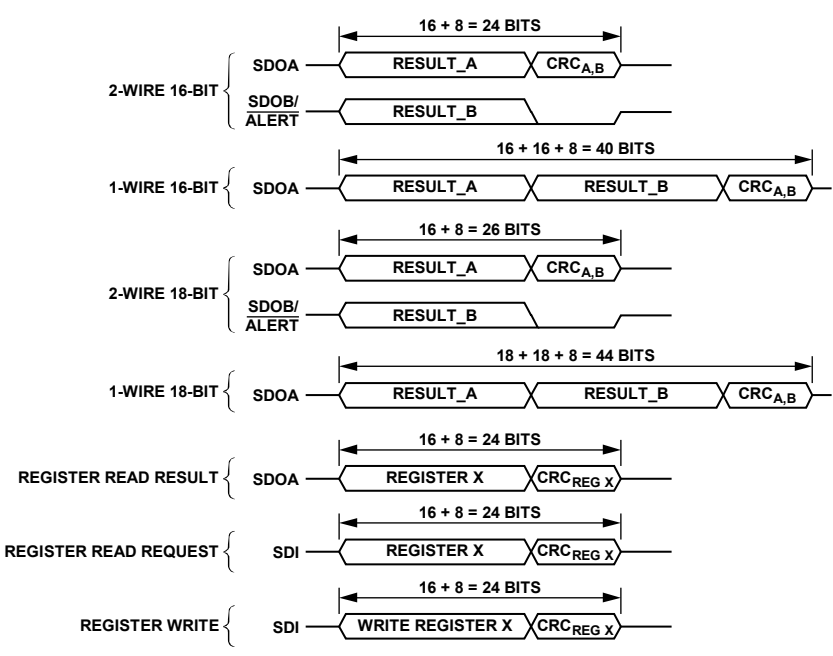 16 + 8 = 24 BITS
2-WIRE 16-BIT
SDOA
RESULT_A
CRCA,B
SDOB/
ALERT
RESULT_B
16 + 16 + 8 = 40 BITS
1-WIRE 16-BIT
SDOA
RESULT_A
RESULT_B
CRCA,B
16 + 8 = 26 BITS
2-WIRE 18-BIT
SDOA
RESULT_A
CRCA,B
SDOB/
ALERT
RESULT_B
18 + 18 + 8 = 44 BITS
1-WIRE 18-BIT
SDOA
RESULT_A
RESULT_B
CRCA,B
16 + 8 = 24 BITS
REGISTER READ RESULT
SDOA
REGISTER X
CRCREG X
16 + 8 = 24 BITS
REGISTER READ REQUEST
SDI
REGISTER X
CRCREG X
16 + 8 = 24 BITS
REGISTER WRITE
SDI
WRITE REGISTER X
CRCREG X